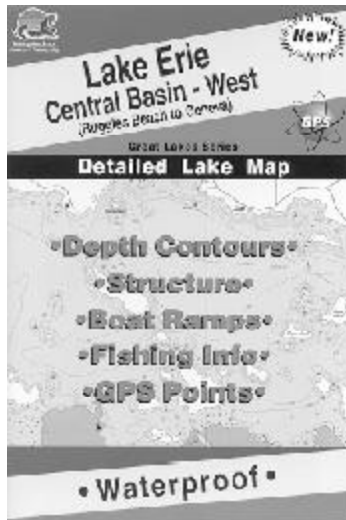 New!
Lake Erie
Central Basin - West
(Ruggles Beach to Geneva)
GPS
Great Lakes Series
Detailed Lake Map
•Depth Contours•
•Structure•
•Boat Ramps•
•Fishing Info•
•GPS Points•
• Waterproof •